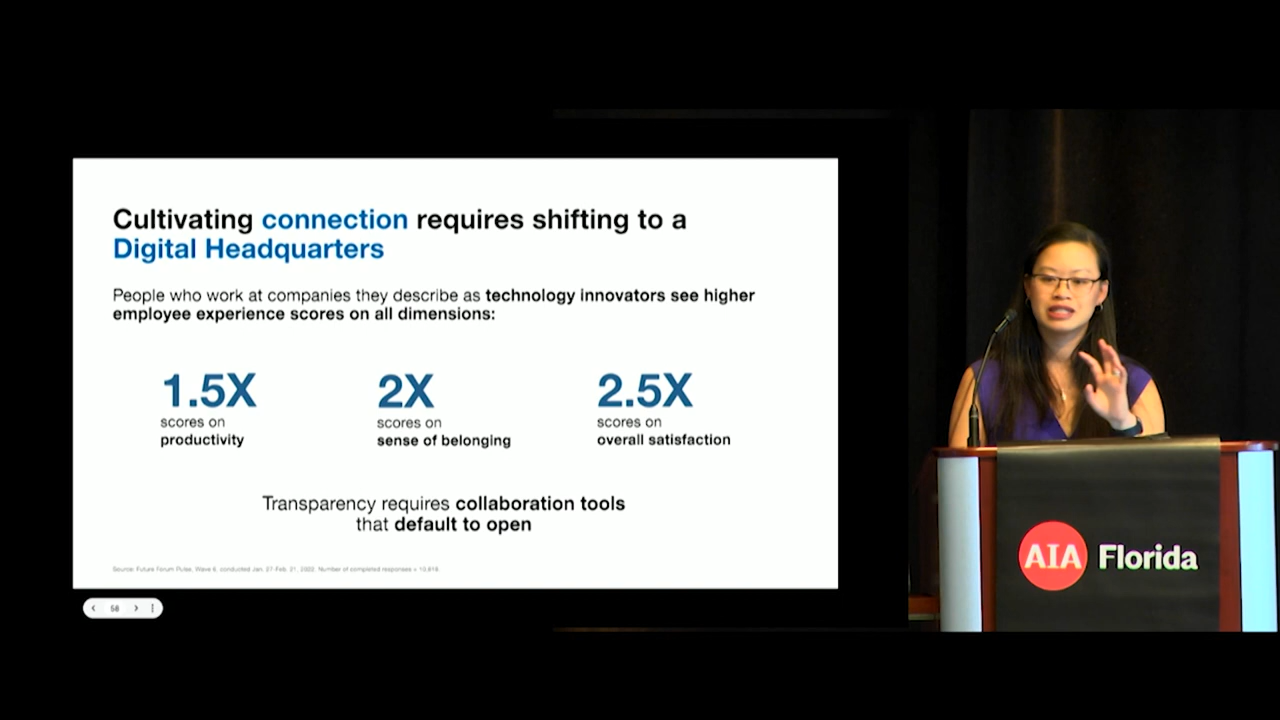 Cultivating connection requires shifting to a
Digital Headquarters
People who work at companies they describe as technology innovators see higher
employee experience scores on all dimensions:
1.5X
scores on
productivity
2X
scores on
sense of belonging
2.5X
scores on
overall satisfaction
Transparency requires collaboration tools
that default to open
Source: Future Forum Pulse, Wave 6, conducted Jan. 27-Feb. 21, 2022. Number of completed responses =
58
AIA Florida